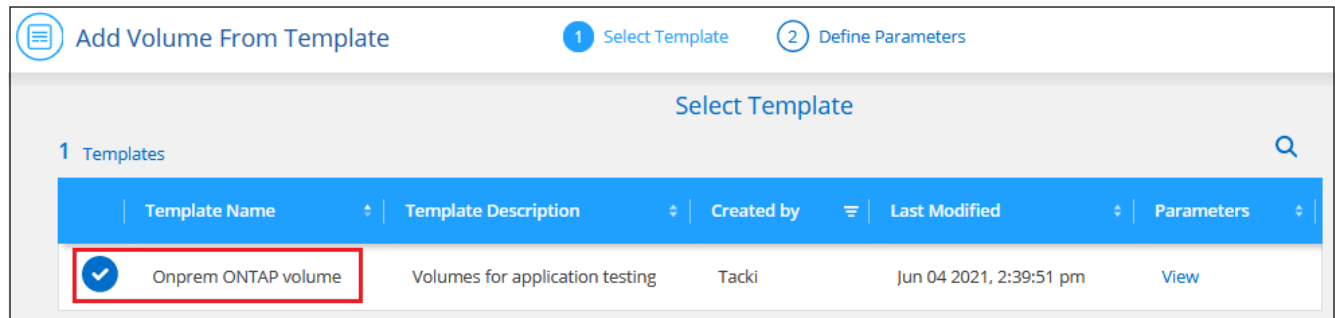 Add Volume From Template
1 Select Template
2 Define Parameters
Select Template
1 Templates
Template Name Template Description Created by Last Modified Parameters
Onprem ONTAP volume Volumes for application testing Tacki Jun 04 2021, 2:39:51 pm View